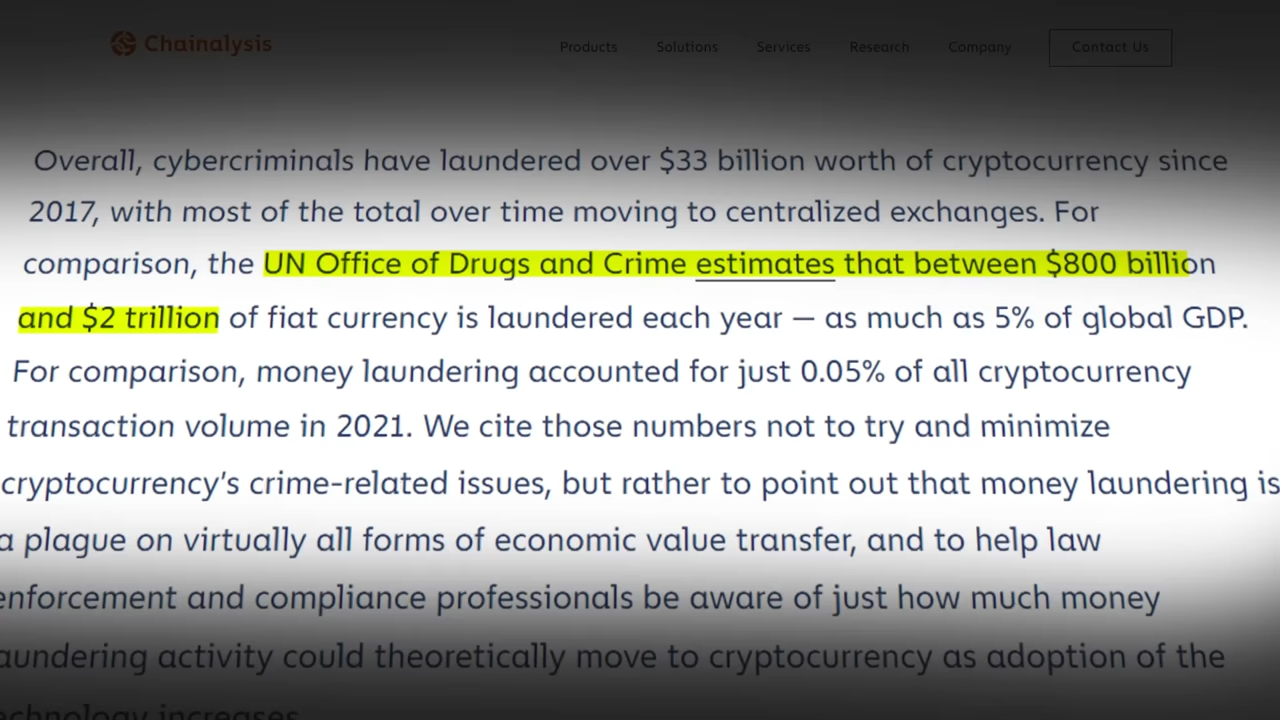 Chainalysis
Products Solutions Services Research Company Contact Us
Overall, cybercriminals have laundered over $33 billion worth of cryptocurrency since
2017, with most of the total over time moving to centralized exchanges. For
comparison, the UN Office of Drugs and Crime estimates that between $800 billion
and $2 trillion of fiat currency is laundered each year — as much as 5% of global GDP.
For comparison, money laundering accounted for just 0.05% of all cryptocurrency
transaction volume in 2021. We cite those numbers not to try and minimize
cryptocurrency’s crime-related issues, but rather to point out that money laundering is
a plague on virtually all forms of economic value transfer, and to help law
enforcement and compliance professionals be aware of just how much money
laundering activity could theoretically move to cryptocurrency as adoption of the
technology increases.